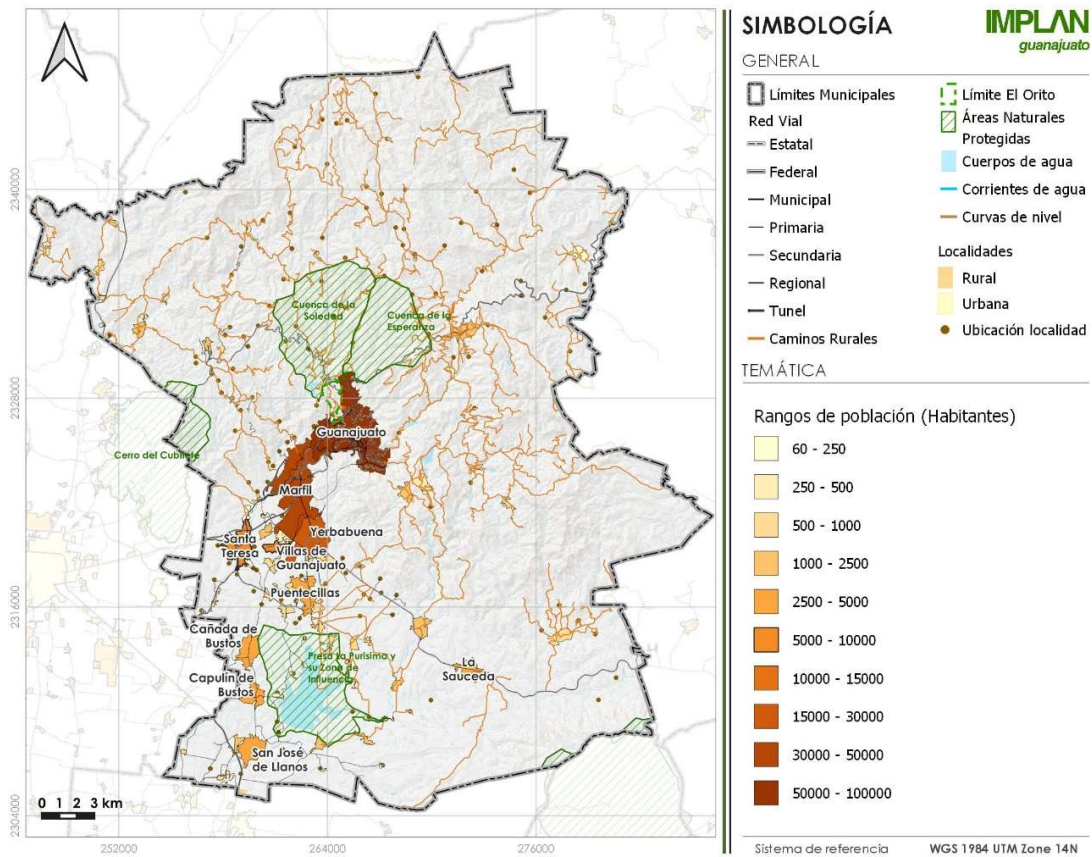 SIMBOLOGÍA
IMPLAN
guanajuato
GENERAL
Límites Municipales
Red Vial
Estatal
Federal
Municipal
Primaria
Secundaria
Regional
Tunel
Caminos Rurales
Límite El Orito
Áreas Naturales
Protegidas
Cuerpos de agua
Corrientes de agua
Curvas de nivel
Localidades
Rural
Urbana
Ubicación localidad
TEMÁTICA
Rangos de población (Habitantes)
60 - 250
250 - 500
500 - 1000
1000 - 2500
2500 - 5000
5000 - 10000
10000 - 15000
15000 - 30000
30000 - 50000
50000 - 100000
Sistema de referencia
WGS 1984 UTM Zone 14N
2340000
2328000
2316000
2304000
Cuenca de la
Soledad
Cuenca de la
Esperanza
Guanajuato
Cerro del Cubilete
Marfil
Yerbabuena
Santa
Teresa
Villas de
Guanajuato
Puentecillas
Cañada de
Bustos
Presa La Purisima y
su Zona de
Influencia
La
Sauceda
Capulín de
Bustos
San José
de Llanos
0 1 2 3 km
252000
264000
276000